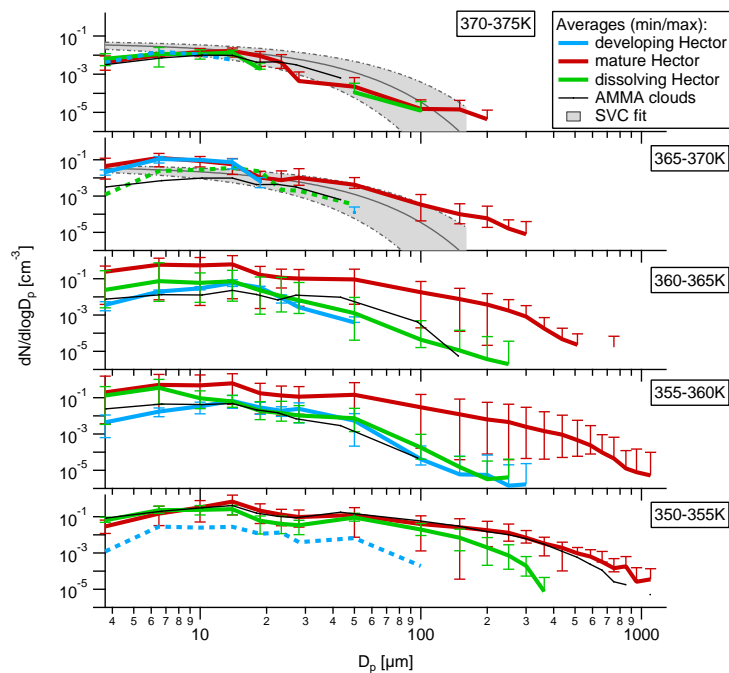 370-375K
Averages (min/max):
developing Hector
mature Hector
dissolving Hector
AMMA clouds
SVC fit
10^-1
10^-3
10^-5
365-370K
10^-1
10^-3
10^-5
360-365K
10^-1
10^-3
10^-5
355-360K
10^-1
10^-3
10^-5
350-355K
10^-1
10^-3
10^-5
dN/dlogD_p [cm^-3]
4 5 6 7 8 9 10 2 3 4 5 6 7 8 9 100 2 3 4 5 6 7 8 9 1000
D_p [µm]